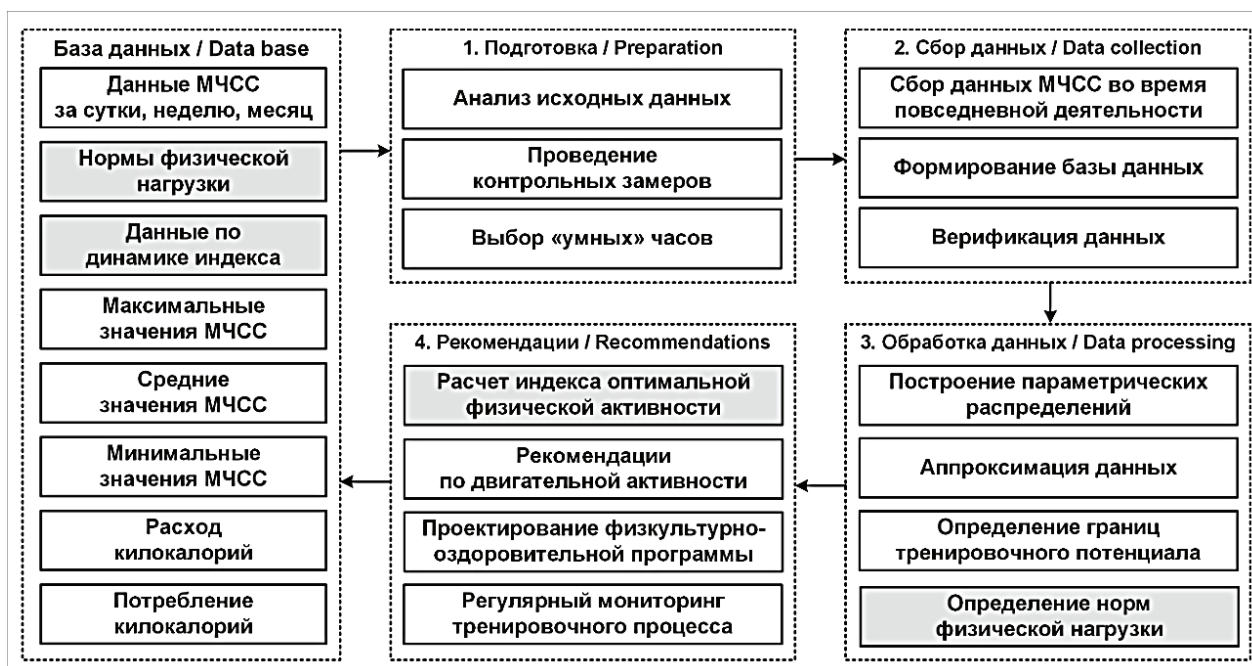 База данных / Data base
Данные МЧСС
за сутки, неделю, месяц
Нормы физической
нагрузки
Данные по
динамике индекса
Максимальные
значения МЧСС
Средние
значения МЧСС
Минимальные
значения МЧСС
Расход
килокалорий
Потребление
килокалорий
1. Подготовка / Preparation
Анализ исходных данных
Проведение
контрольных замеров
Выбор «умных» часов
2. Сбор данных / Data collection
Сбор данных МЧСС во время
повседневной деятельности
Формирование базы данных
Верификация данных
3. Обработка данных / Data processing
Построение параметрических
распределений
Аппроксимация данных
Определение границ
тренировочного потенциала
Определение норм
физической нагрузки
4. Рекомендации / Recommendations
Расчет индекса оптимальной
физической активности
Рекомендации
по двигательной активности
Проектирование физкультурно-
оздоровительной программы
Регулярный мониторинг
тренировочного процесса